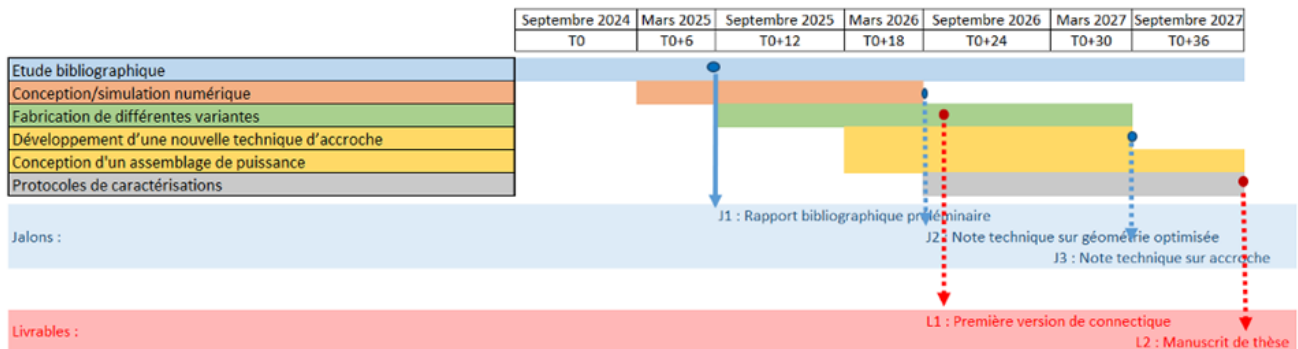 Septembre 2024 Mars 2025 Septembre 2025 Mars 2026 Septembre 2026 Mars 2027 Septembre 2027
T0 T0+6 T0+12 T0+18 T0+24 T0+30 T0+36
Etude bibliographique
Conception/simulation numérique
Fabrication de différentes variantes
Développement d'une nouvelle technique d'accroche
Conception d'un assemblage de puissance
Protocoles de caractérisations
J1 : Rapport bibliographique préliminaire
Jalons :
J2 : Note technique sur géométrie optimisée
J3 : Note technique sur accroche
L1 : Première version de connectique
Livrables :
L2 : Manuscrit de thèse